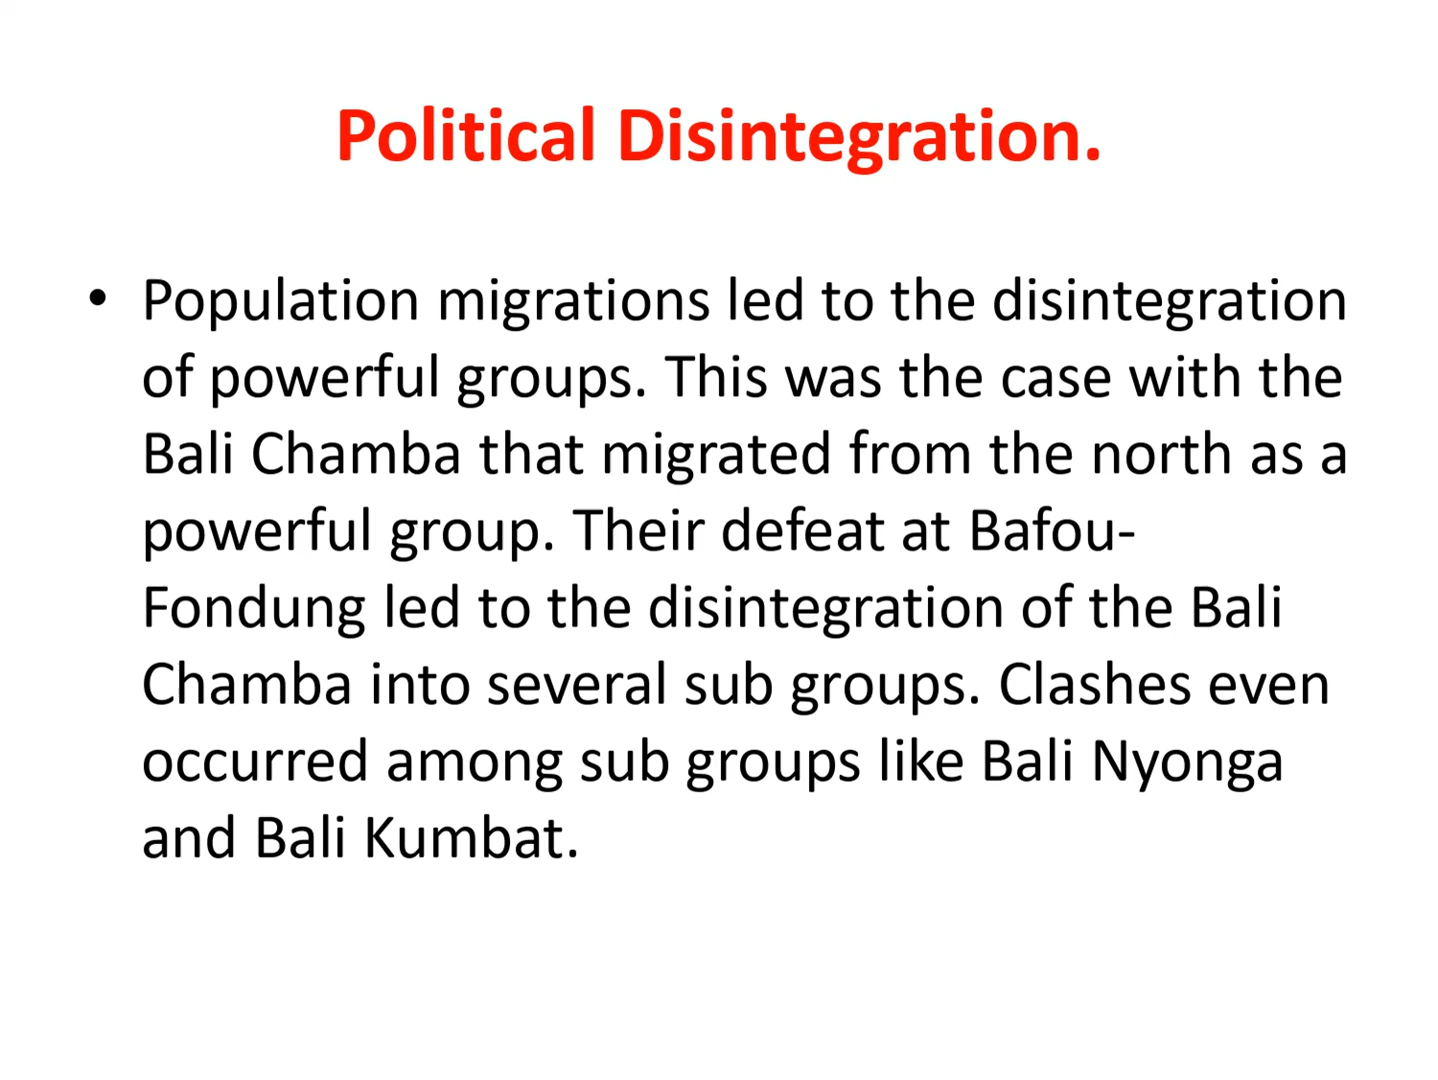 Political Disintegration.
• Population migrations led to the disintegration
of powerful groups. This was the case with the
Bali Chamba that migrated from the north as a
powerful group. Their defeat at Bafou-
Fondung led to the disintegration of the Bali
Chamba into several sub groups. Clashes even
occurred among sub groups like Bali Nyonga
and Bali Kumbat.